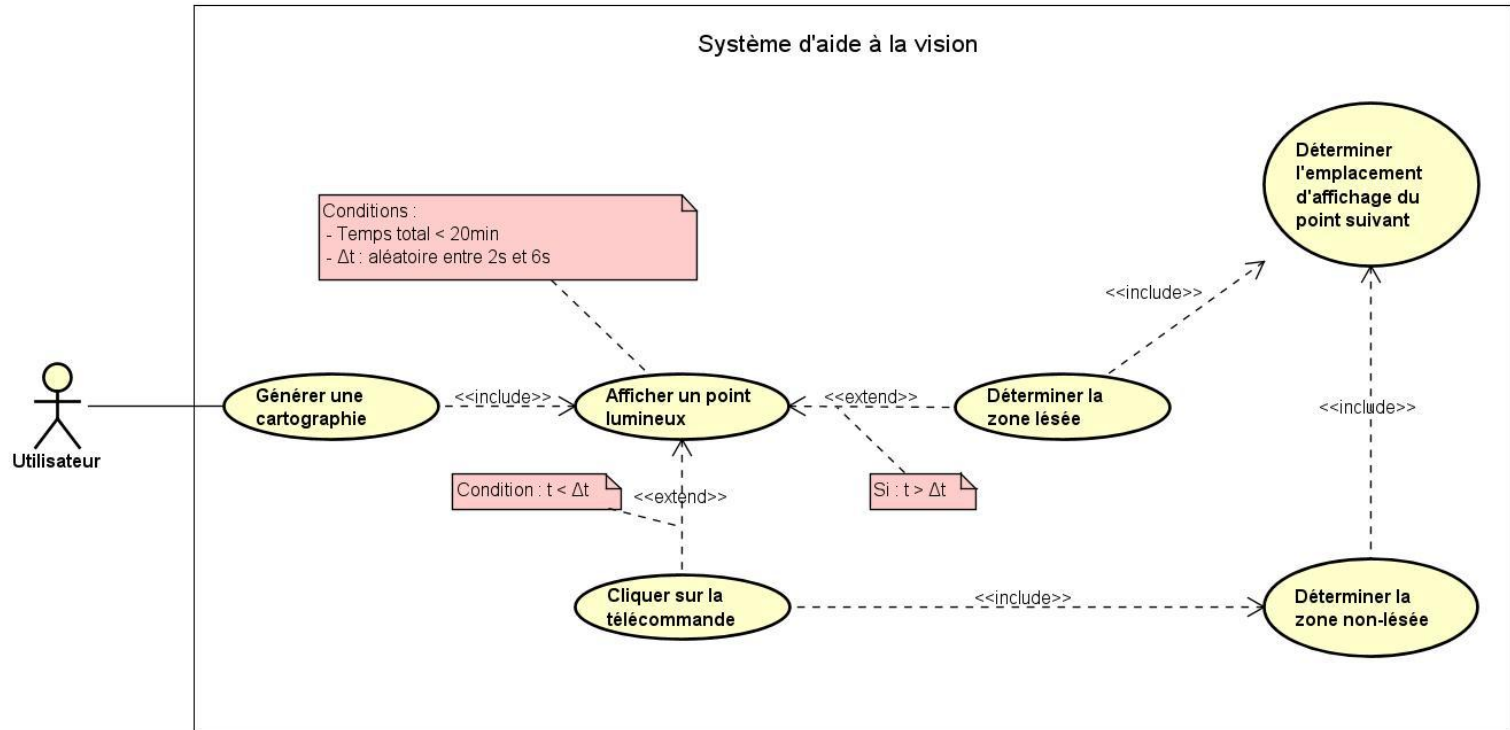 Système d'aide à la vision
Déterminer
l'emplacement
d'affichage du
point suivant
Conditions :
- Temps total < 20min
- Δt : aléatoire entre 2s et 6s
<<include>>
Utilisateur
Générer une
cartographie
<<include>>
Afficher un point
lumineux
<<extend>>
Déterminer la
zone lésée
<<include>>
Condition : t < Δt
<<extend>>
Si : t > Δt
Cliquer sur la
télécommande
<<include>>
Déterminer la
zone non-lésée